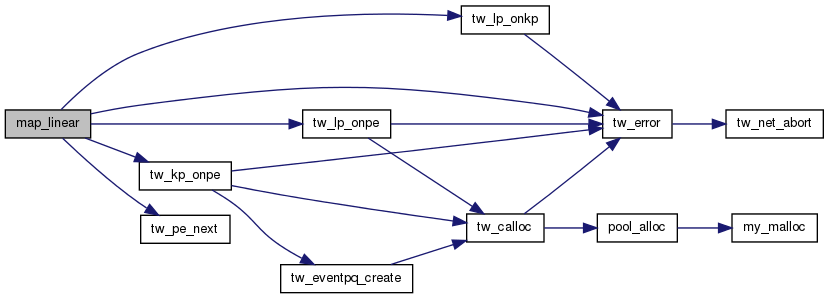 tw_lp_onkp
map_linear
tw_lp_onpe
tw_error
tw_net_abort
tw_kp_onpe
tw_pe_next
tw_calloc
pool_alloc
my_malloc
tw_eventpq_create